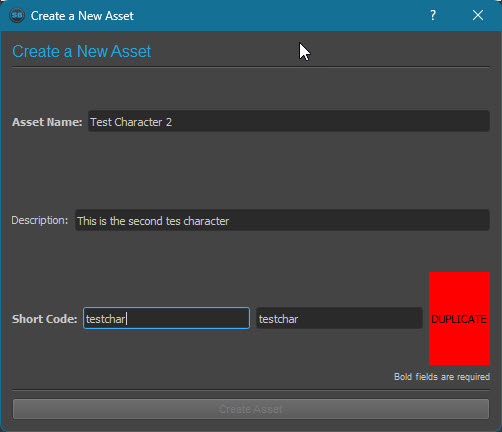 SB Create a New Asset ?
Create a New Asset
Asset Name: Test Character 2
Description: This is the second tes character
Short Code: testchar testchar DUPLICATE
Bold fields are required
Create Asset